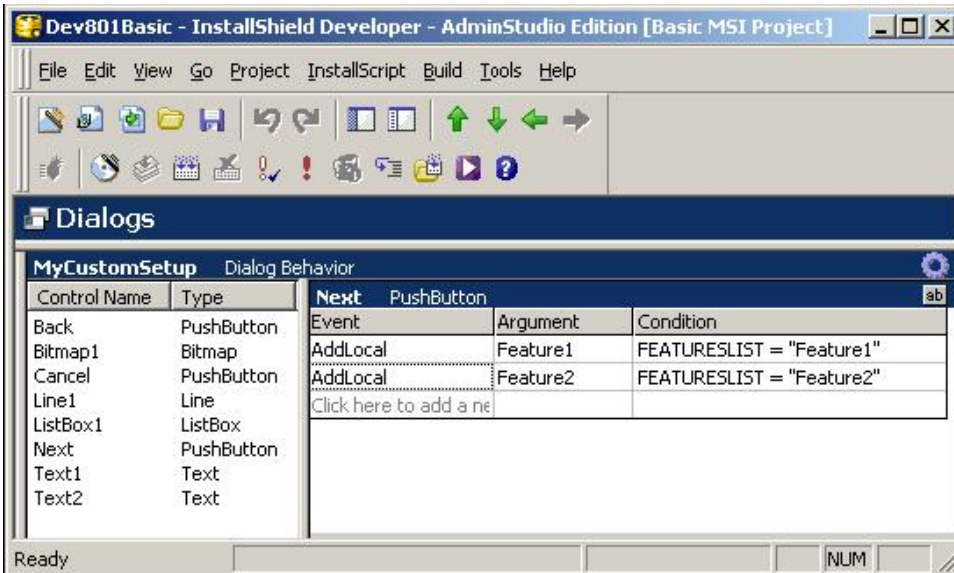 Dev801Basic - InstallShield Developer - AdminStudio Edition [Basic MSI Project]
File Edit View Go Project InstallScript Build Tools Help
Dialogs
MyCustomSetup Dialog Behavior
Control Name Type
Back PushButton
Bitmap1 Bitmap
Cancel PushButton
Line1 Line
ListBox1 ListBox
Next PushButton
Text1 Text
Text2 Text
Next PushButton ab
Event Argument Condition
AddLocal Feature1 FEATURESLIST = "Feature1"
AddLocal Feature2 FEATURESLIST = "Feature2"
Click here to add a ne
Ready NUM